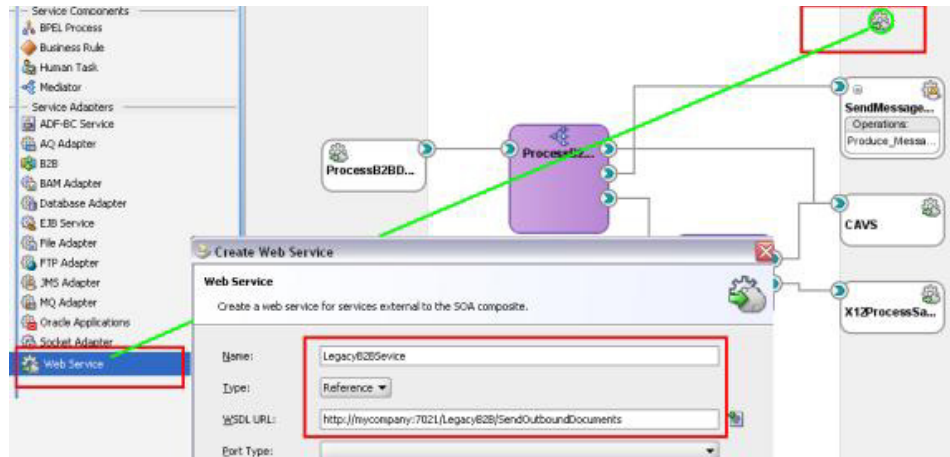 Service Components
BPEL Process
Business Rule
Human Task
Mediator
Service Adapters
ADF-BC Service
AQ Adapter
B2B
BAM Adapter
Database Adapter
EJB Service
File Adapter
FTP Adapter
JMS Adapter
MQ Adapter
Oracle Applications
Socket Adapter
Web Service
ProcessB2BD...
ProcessB2...
SendMessage...
Operations:
Produce_Messa...
CAVS
X12ProcessSa...
Create Web Service
Web Service
Create a web service for services external to the SOA composite.
Name: LegacyB2BSevice
Type: Reference
WSDL URL: http://mycompany:7021/LegacyB2B/SendOutboundDocuments
Port Type: